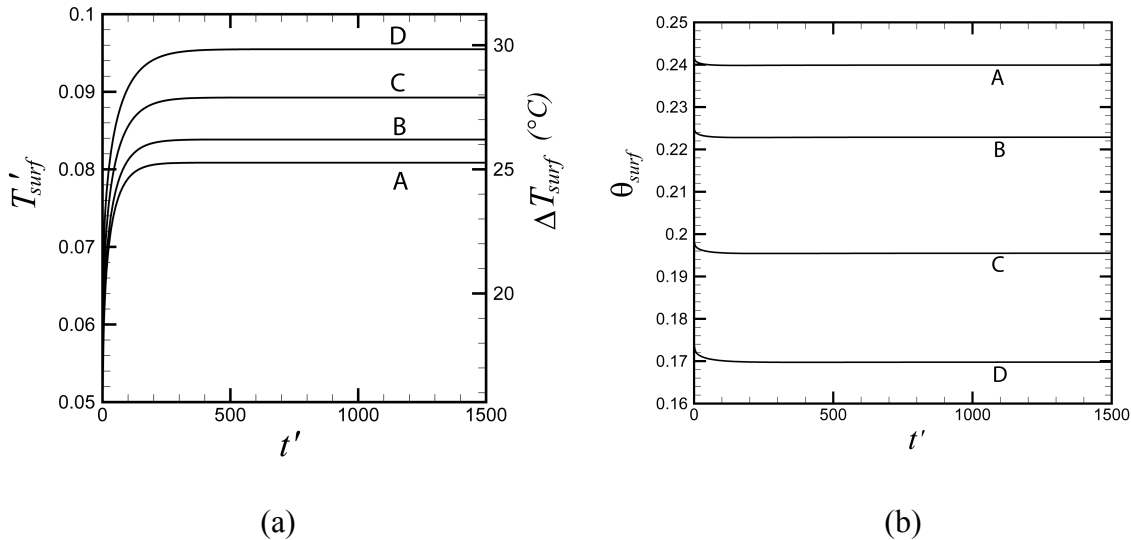 0.1
0.09
0.08
0.07
0.06
0.05
T'surf
0
500
1000
1500
t'
30
25
20
ΔTsurf (°C)
D
C
B
A
(a)
0.25
0.24
0.23
0.22
0.21
0.2
0.19
0.18
0.17
0.16
θsurf
0
500
1000
1500
t'
A
B
C
D
(b)